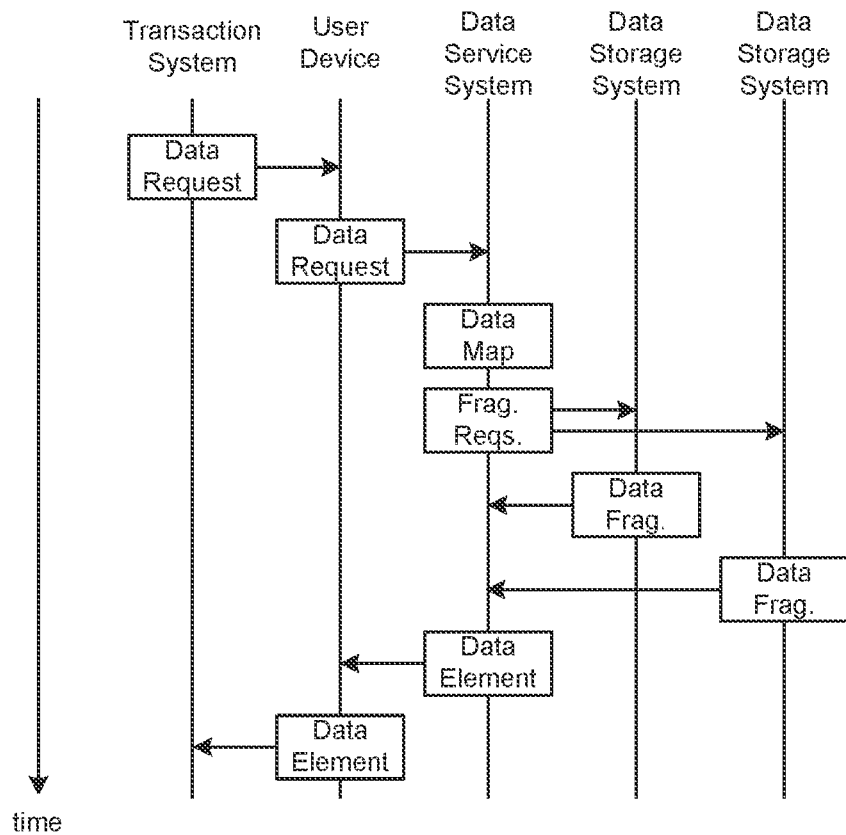 Transaction
System
User
Device
Data
Service
System
Data
Storage
System
Data
Storage
System
Data
Request
Data
Request
Data
Map
Frag.
Reqs.
Data
Frag.
Data
Frag.
Data
Element
Data
Element
time